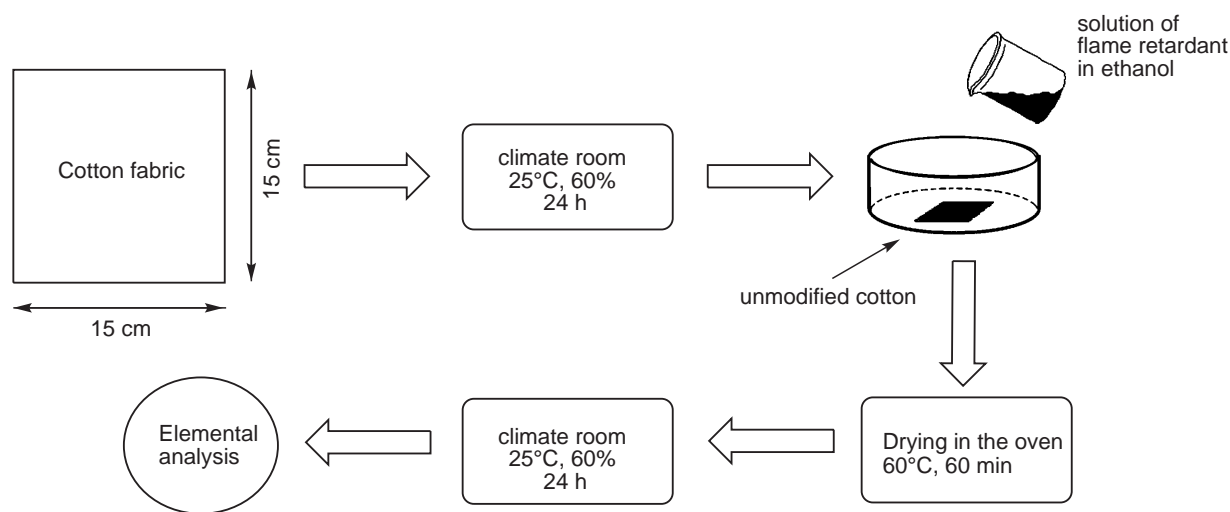 Cotton fabric
15 cm
15 cm
climate room
25°C, 60%
24 h
solution of
flame retardant
in ethanol
unmodified cotton
Drying in the oven
60°C, 60 min
climate room
25°C, 60%
24 h
Elemental
analysis